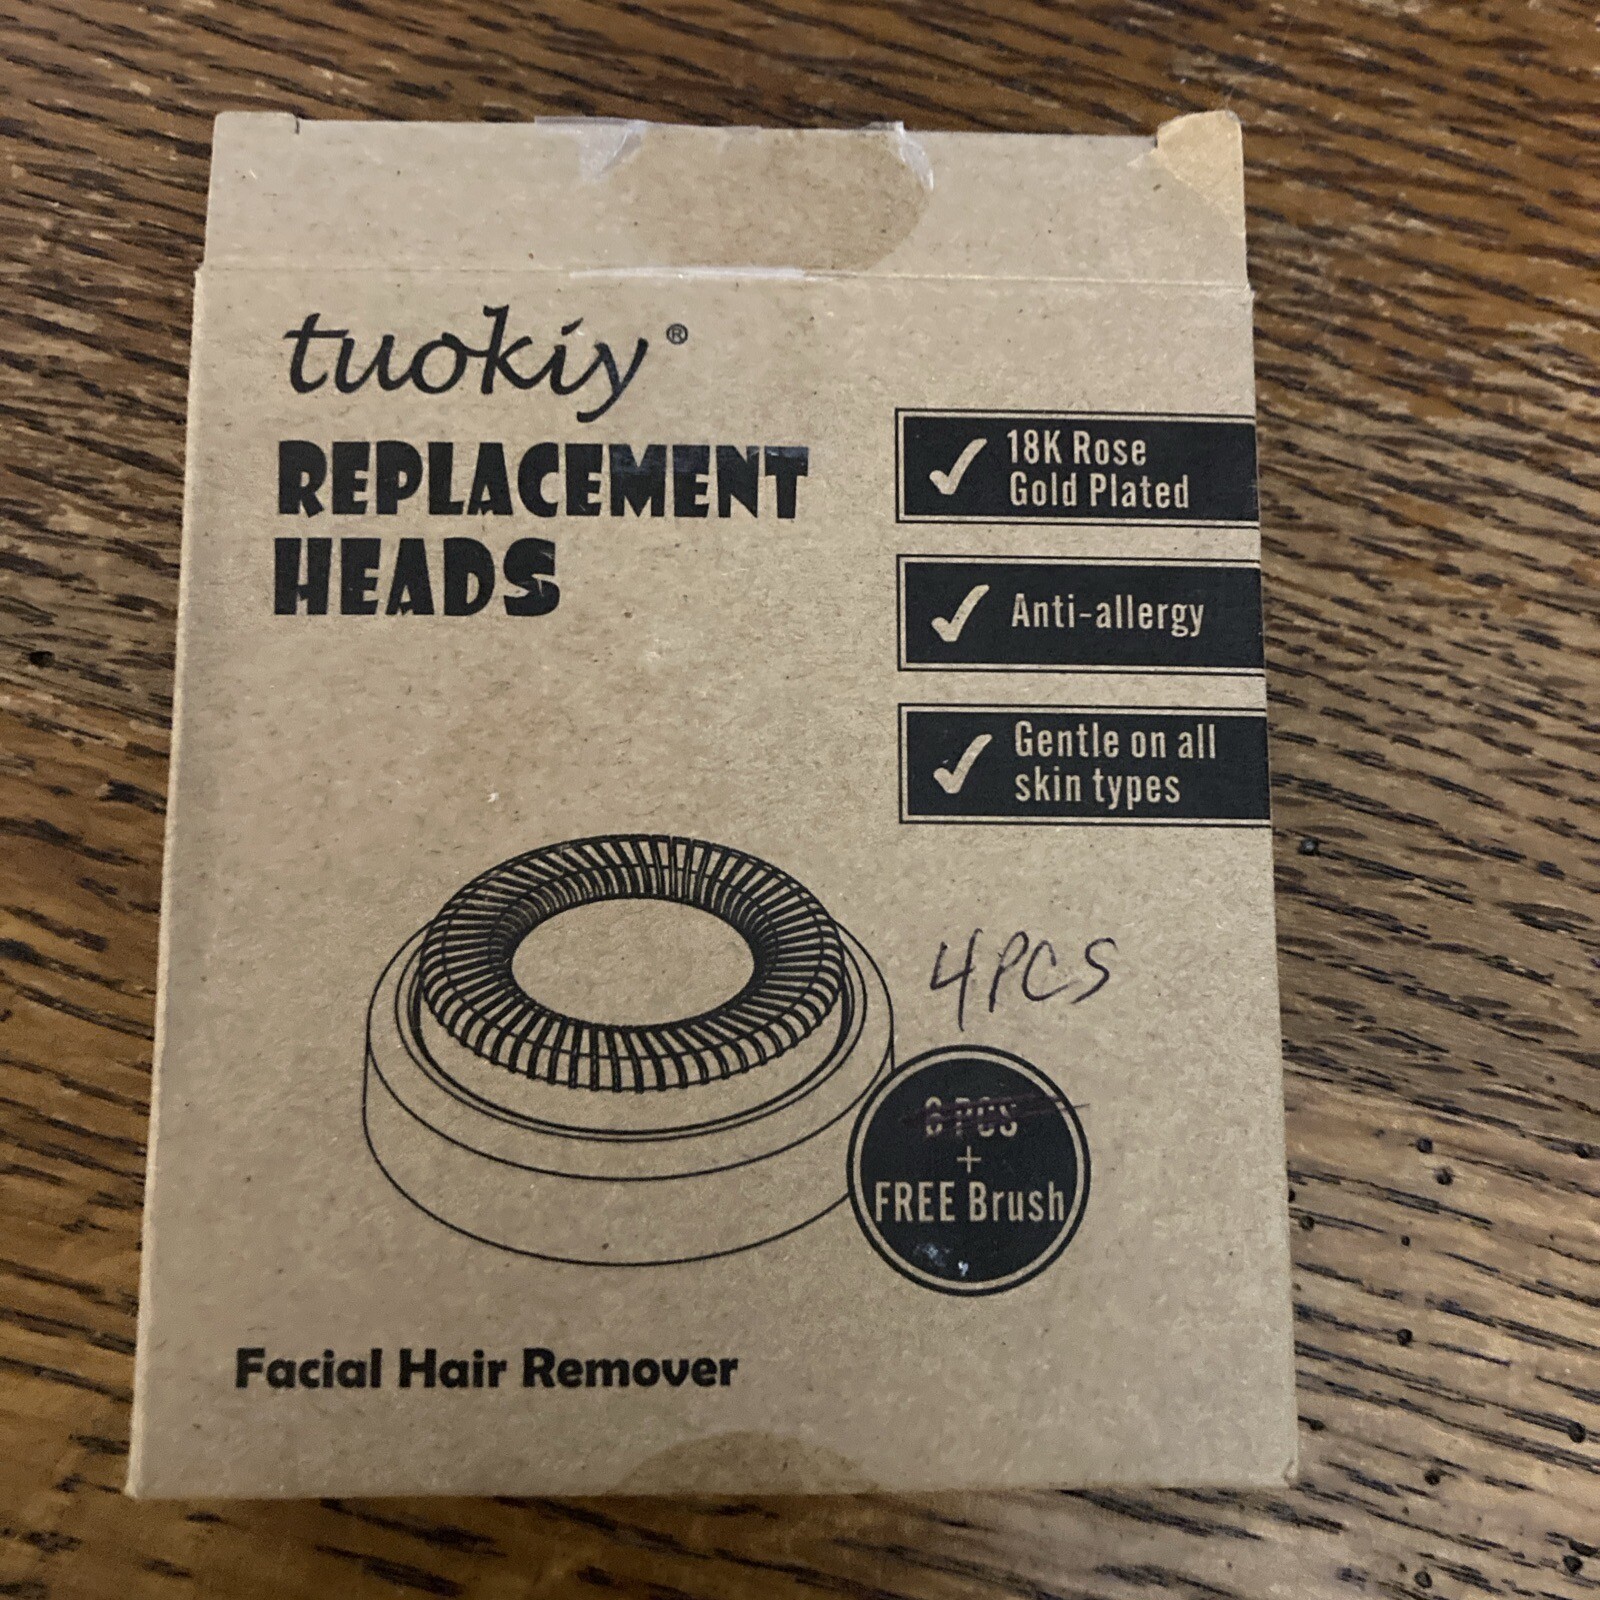 tuokiy®
REPLACEMENT
HEADS
18K Rose
Gold Plated
Anti-allergy
Gentle on all
skin types
4PCS
6 PCS
+
FREE Brush
Facial Hair Remover